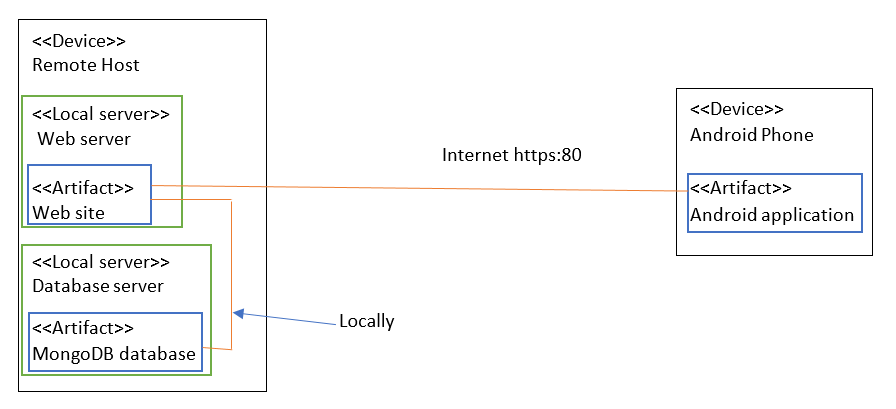 <<Device>>
Remote Host
<<Local server>>
Web server
<<Artifact>>
Web site
<<Local server>>
Database server
<<Artifact>>
MongoDB database
Internet https:80
Locally
<<Device>>
Android Phone
<<Artifact>>
Android application